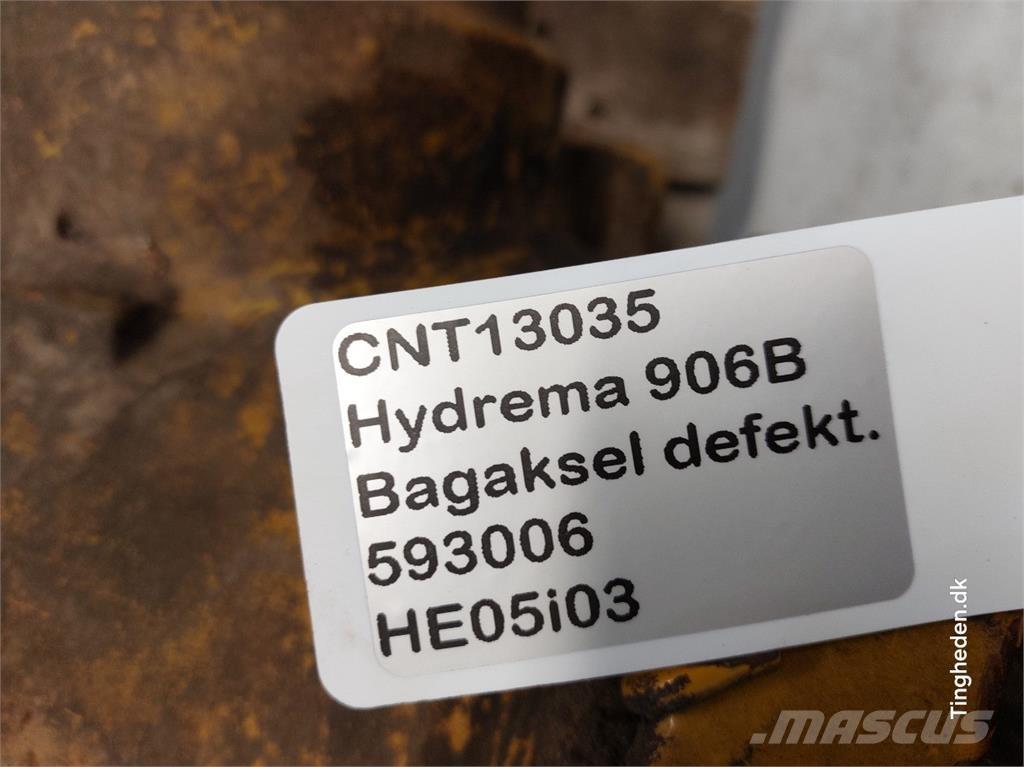 CNT13035
Hydrema 906B
Bagaksel defekt.
593006
HE05i03
Tingheden.dk
MASCUS